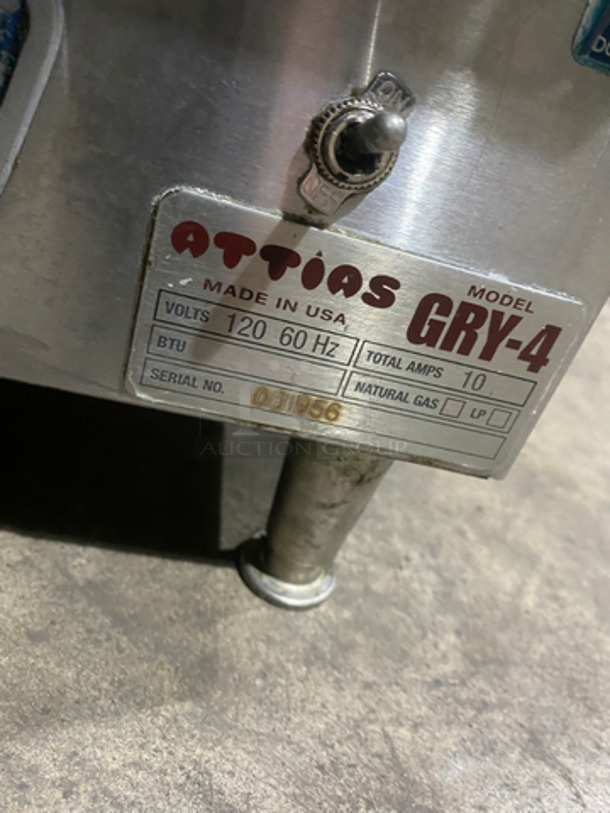 ON
OFF
ATTIAS
MADE IN USA
MODEL
GRY-4
VOLTS 120 60 Hz
TOTAL AMPS 10
BTU
NATURAL GAS LP
SERIAL NO. 061956
AUCTION GROUP